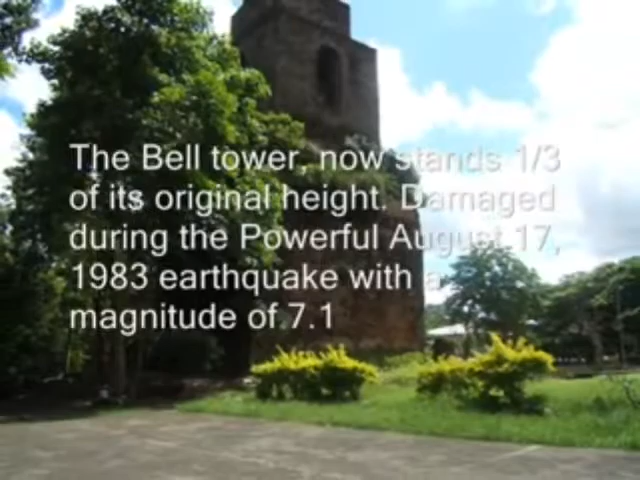 The Bell tower, now stands 1/3
of its original height. Damaged
during the Powerful August 17,
1983 earthquake with a
magnitude of 7.1